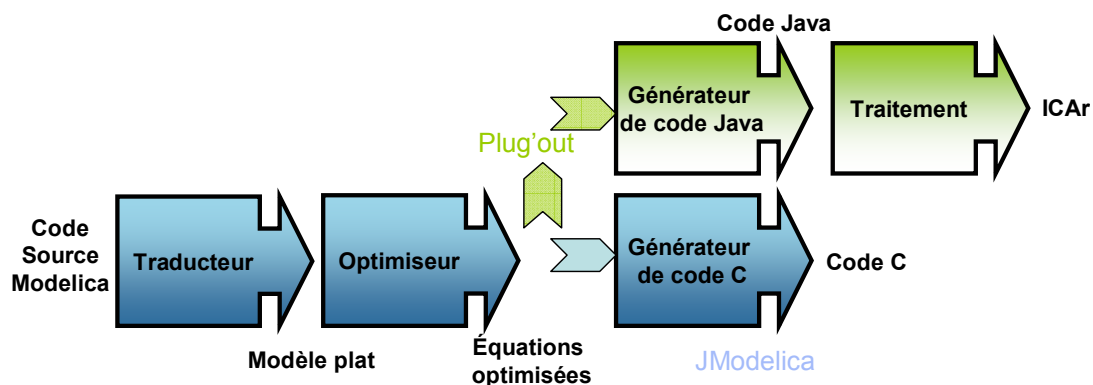 Code Java
Générateur
de code Java
Traitement
ICAr
Plug'out
Code
Source
Modelica
Traducteur
Optimiseur
Générateur
de code C
Code C
Modèle plat
Équations
optimisées
JModelica